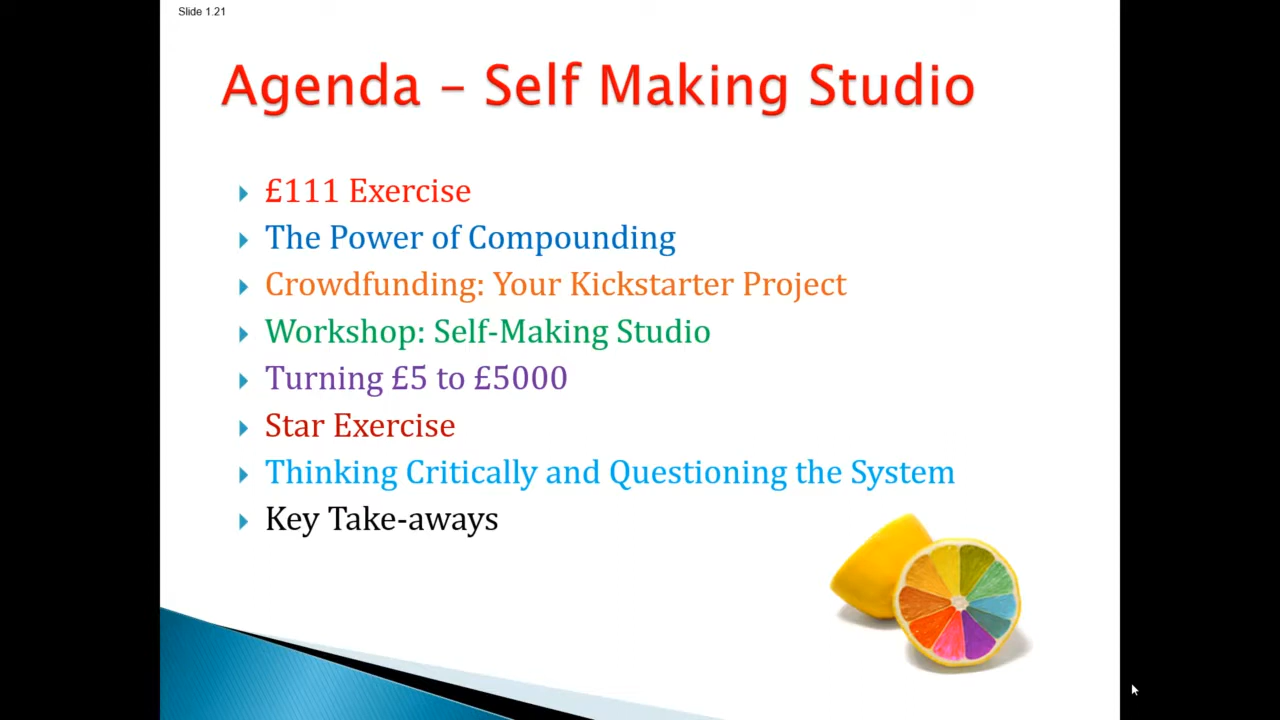 Slide 1.21
Agenda – Self Making Studio
£111 Exercise
The Power of Compounding
Crowdfunding: Your Kickstarter Project
Workshop: Self-Making Studio
Turning £5 to £5000
Star Exercise
Thinking Critically and Questioning the System
Key Take-aways